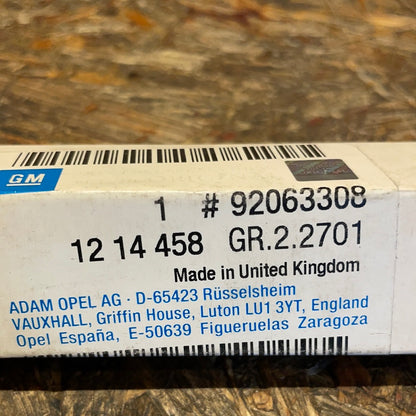 GM
1 # 92063308
12 14 458 GR.2.2701
Made in United Kingdom
ADAM OPEL AG · D-65423 Rüsselsheim
VAUXHALL, Griffin House, Luton LU1 3YT, England
Opel España, E-50639 Figueruelas Zaragoza